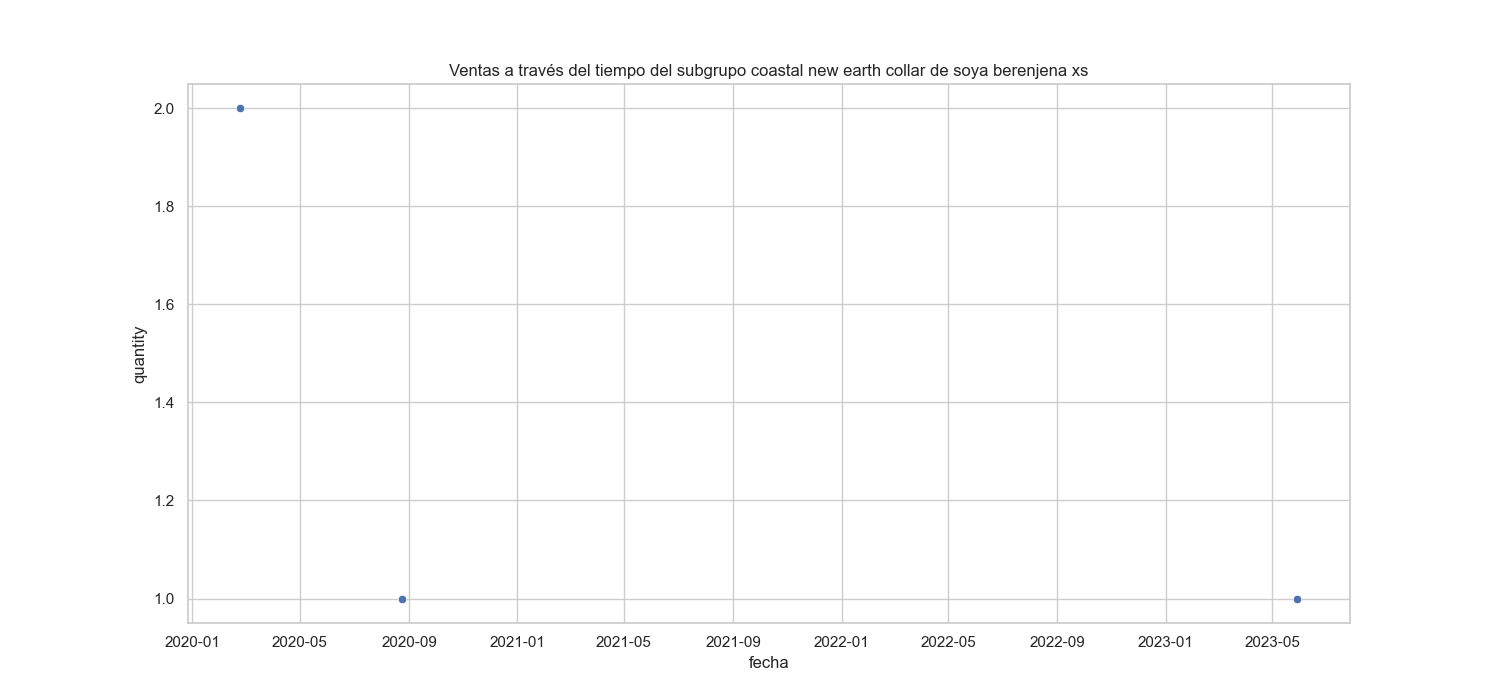 Ventas a través del tiempo del subgrupo coastal new earth collar de soya berenjena xs
2.0
1.8
1.6
1.4
1.2
1.0
quantity
2020-01 2020-05 2020-09 2021-01 2021-05 2021-09 2022-01 2022-05 2022-09 2023-01 2023-05
fecha